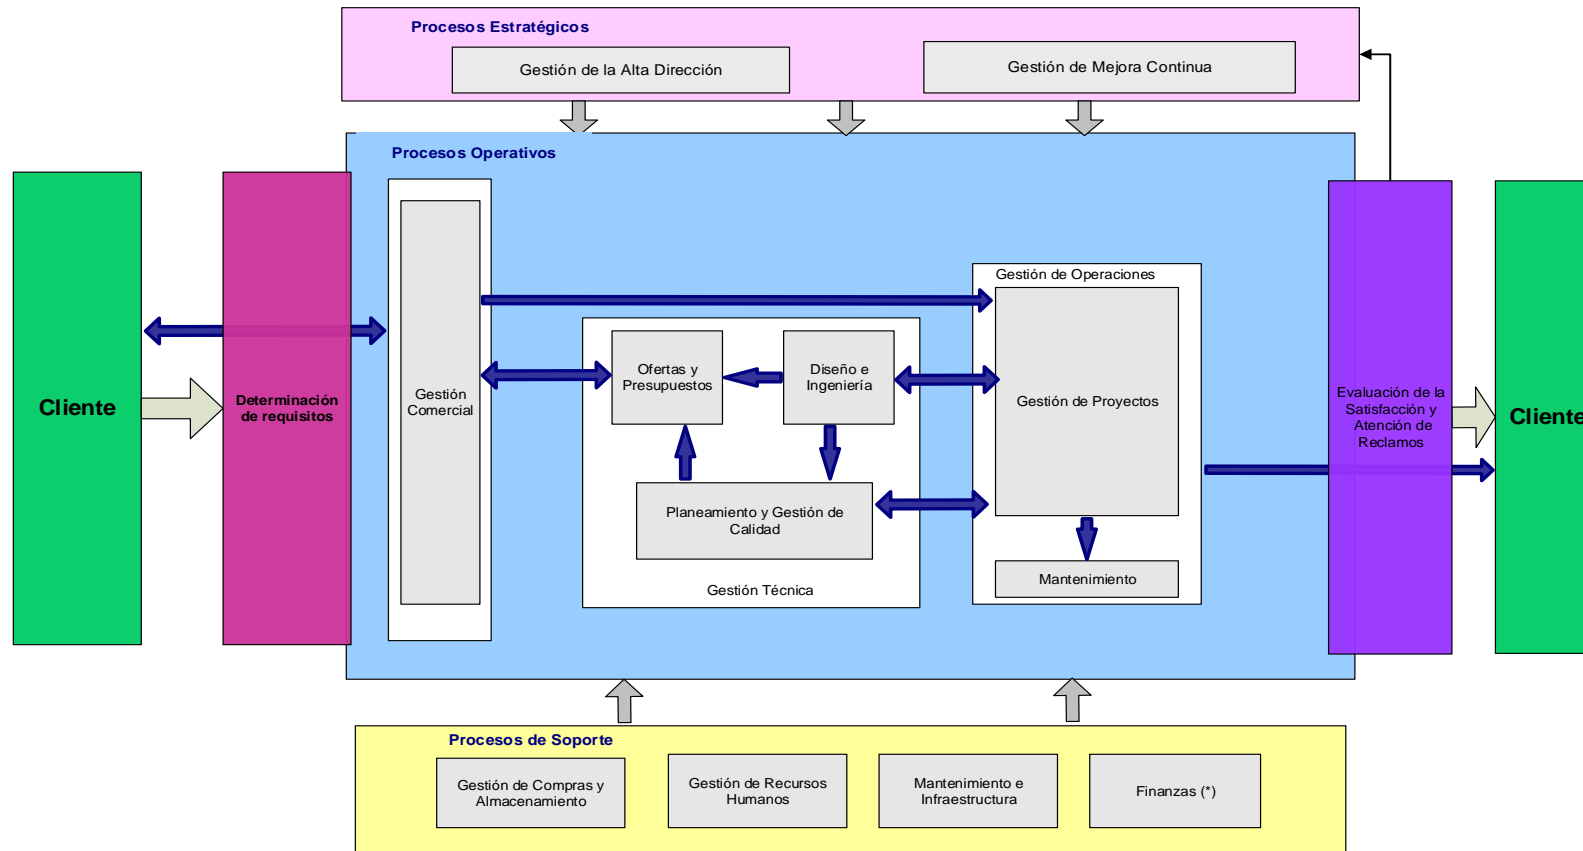 Procesos Estratégicos
Gestión de la Alta Dirección
Gestión de Mejora Continua
Procesos Operativos
Cliente
Determinación
de requisitos
Gestión
Comercial
Ofertas y
Presupuestos
Diseño e
Ingeniería
Planeamiento y Gestión de
Calidad
Gestión Técnica
Gestión de Operaciones
Gestión de Proyectos
Mantenimiento
Evaluación de la
Satisfacción y
Atención de
Reclamos
Cliente
Procesos de Soporte
Gestión de Compras y
Almacenamiento
Gestión de Recursos
Humanos
Mantenimiento e
Infraestructura
Finanzas (*)